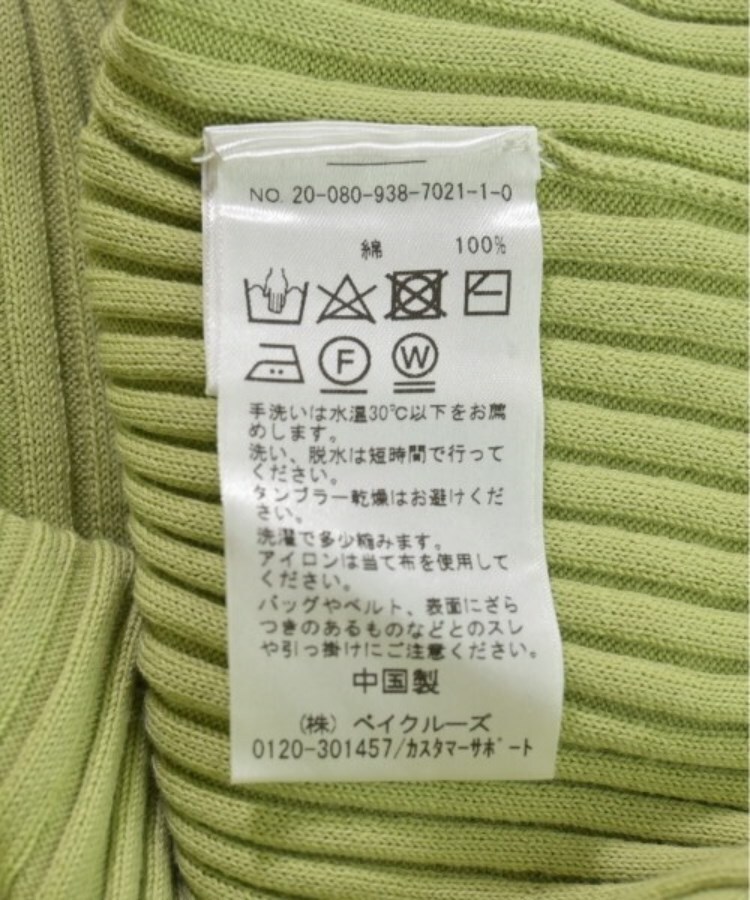 NO. 20-080-938-7021-1-0
綿 100%
F W
手洗いは水温30℃以下をお薦
めします。
洗い、脱水は短時間で行って
ください。
タンブラー乾燥はお避けくだ
さい。
洗濯で多少縮みます。
アイロンは当て布を使用して
ください。
バッグやベルト、表面にざら
つきのあるものなどとのスレ
や引っ掛けにご注意ください。
中国製
(株) ベイクルーズ
0120-301457/カスタマーサポート